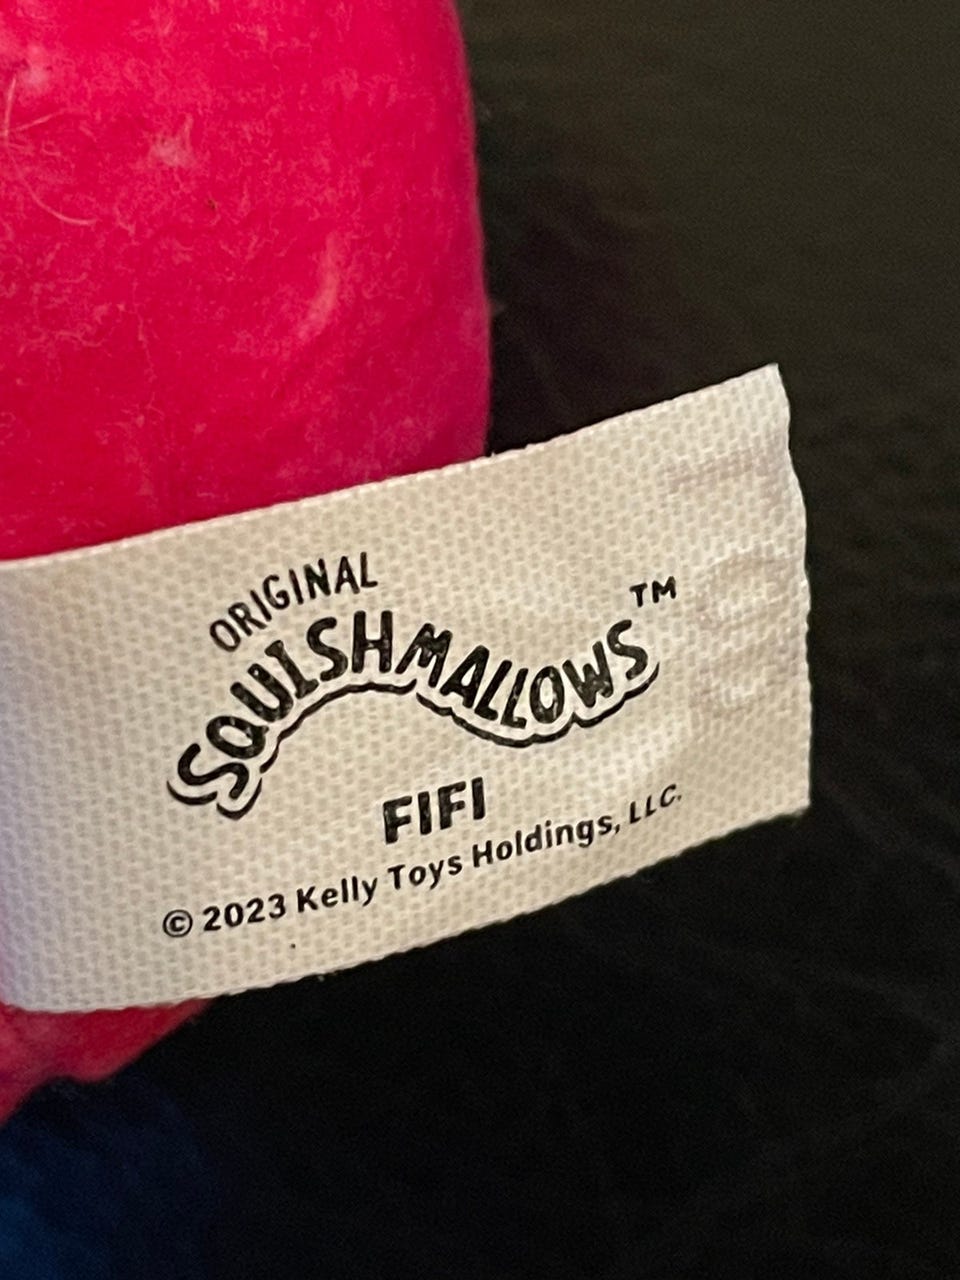 ORIGINAL
SQUISHMALLOWS™
FIFI
© 2023 Kelly Toys Holdings, LLC.